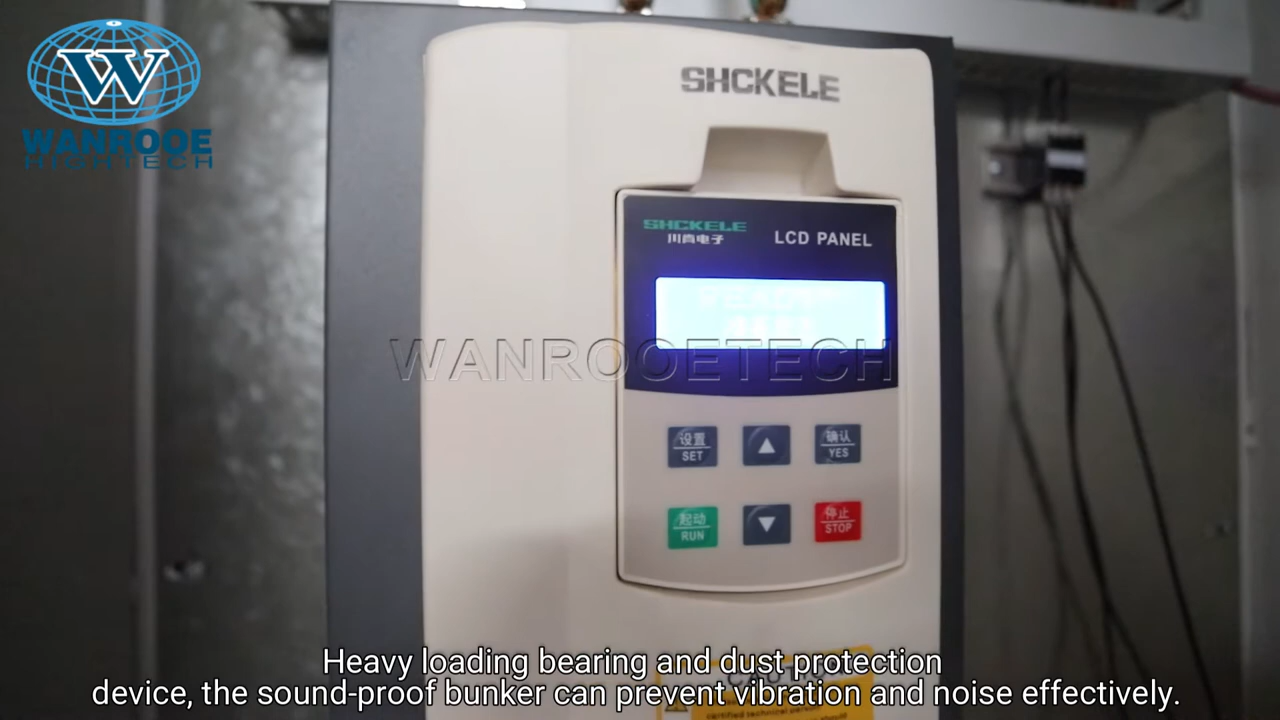 WANROOE
HIGHTECH
SHCKELE
SHCKELE
川肯电子
LCD PANEL
WANROOETECH
设置
SET
▲
确认
YES
起动
RUN
▼
停止
STOP
Heavy loading bearing and dust protection
device, the sound-proof bunker can prevent vibration and noise effectively.